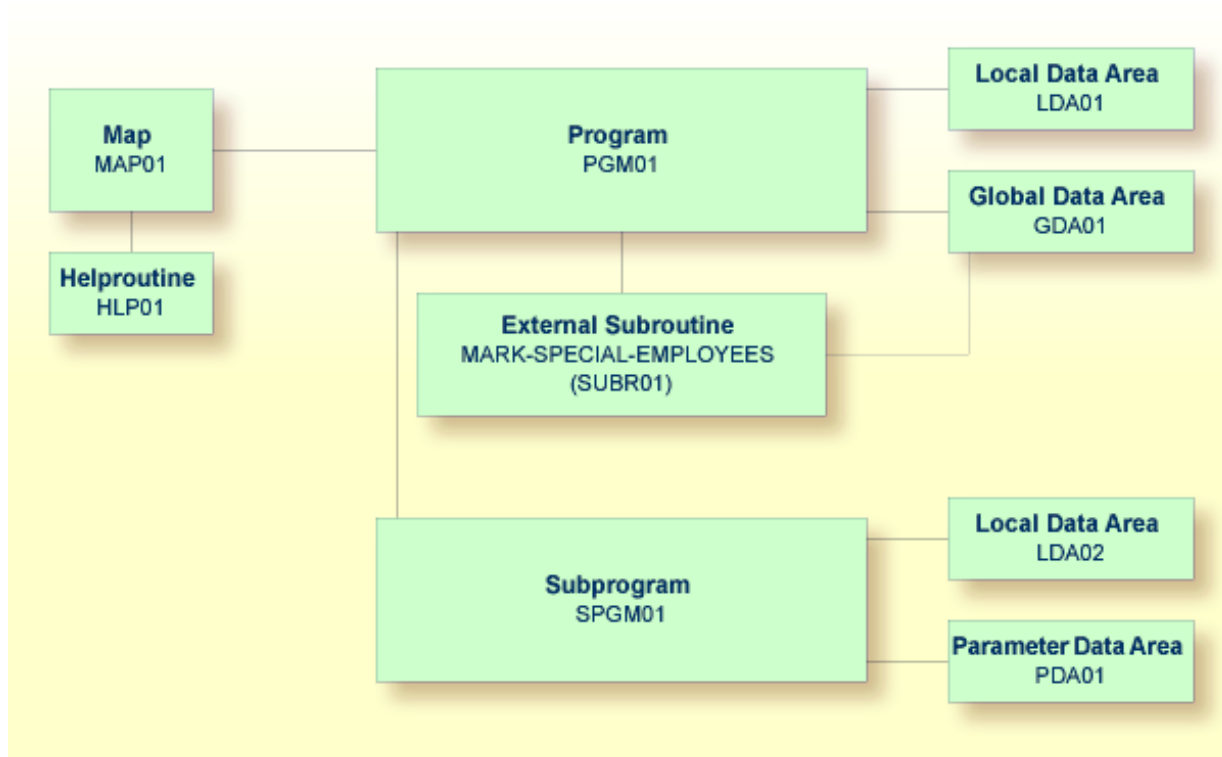 Map
MAP01
Helproutine
HLP01
Program
PGM01
Local Data Area
LDA01
Global Data Area
GDA01
External Subroutine
MARK-SPECIAL-EMPLOYEES
(SUBR01)
Subprogram
SPGM01
Local Data Area
LDA02
Parameter Data Area
PDA01